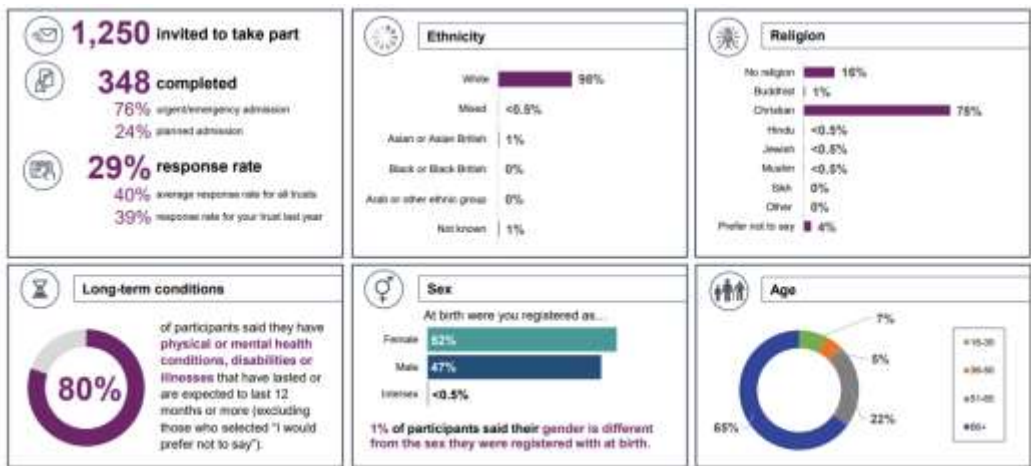 1,250 invited to take part
348 completed
76% urgent/emergency admission
24% planned admission
29% response rate
40% average response rate for all trusts
39% response rate for your trust last year
Ethnicity
White 98%
Mixed <0.5%
Asian or Asian British 1%
Black or Black British 0%
Arab or other ethnic group 0%
Not known 1%
Religion
No religion 16%
Buddhist 1%
Christian
Hindu <0.5%
Jewish <0.5%
Muslim <0.5%
Sikh 0%
Other 0%
Prefer not to say 4%
Long-term conditions
80%
of participants said they have
physical or mental health
conditions, disabilities or
illnesses that have lasted or
are expected to last 12
months or more (excluding
those who selected "I would
prefer not to say").
Sex
At birth were you registered as...
Female 52%
Male 47%
Intersex <0.5%
1% of participants said their gender is different
from the sex they were registered with at birth.
Age
7%
22%
65%
66+